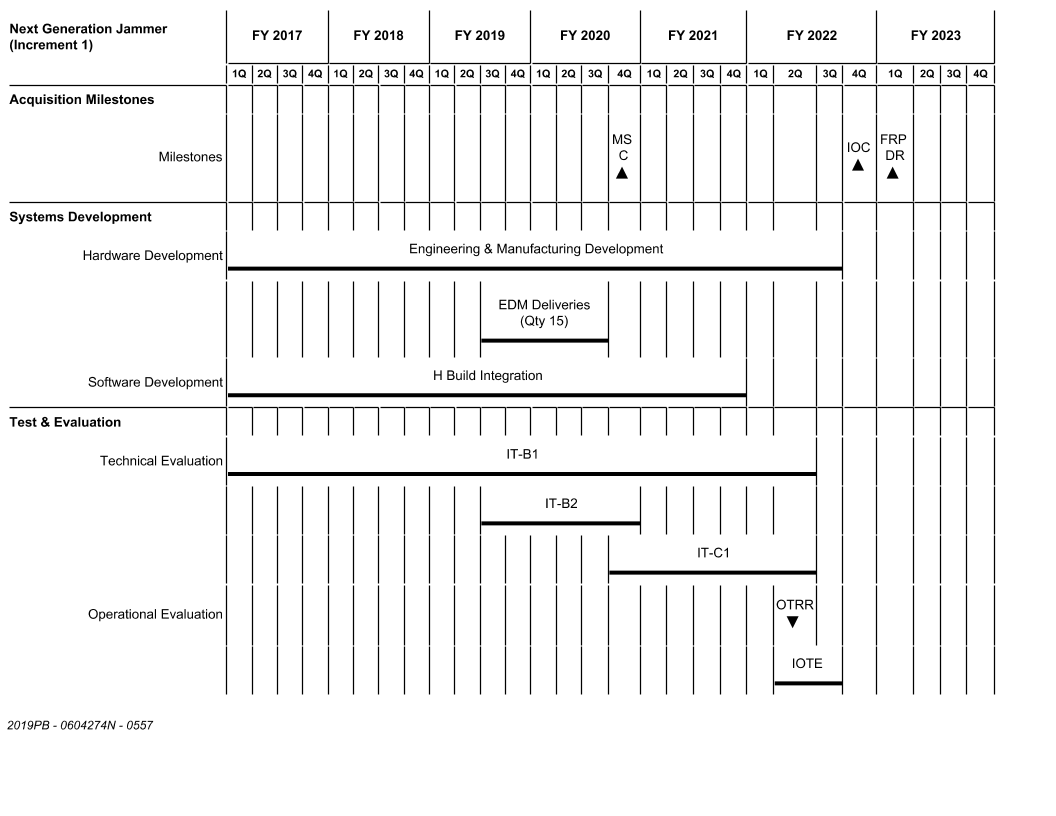 Next Generation Jammer
(Increment 1)
FY 2017 FY 2018 FY 2019 FY 2020 FY 2021 FY 2022 FY 2023
1Q 2Q 3Q 4Q 1Q 2Q 3Q 4Q 1Q 2Q 3Q 4Q 1Q 2Q 3Q 4Q 1Q 2Q 3Q 4Q 1Q 2Q 3Q 4Q 1Q 2Q 3Q 4Q
Acquisition Milestones
Milestones
MS
C
IOC
FRP
DR
Systems Development
Hardware Development
Engineering & Manufacturing Development
EDM Deliveries
(Qty 15)
Software Development
H Build Integration
Test & Evaluation
Technical Evaluation
IT-B1
IT-B2
IT-C1
Operational Evaluation
OTRR
IOTE
2019PB - 0604274N - 0557